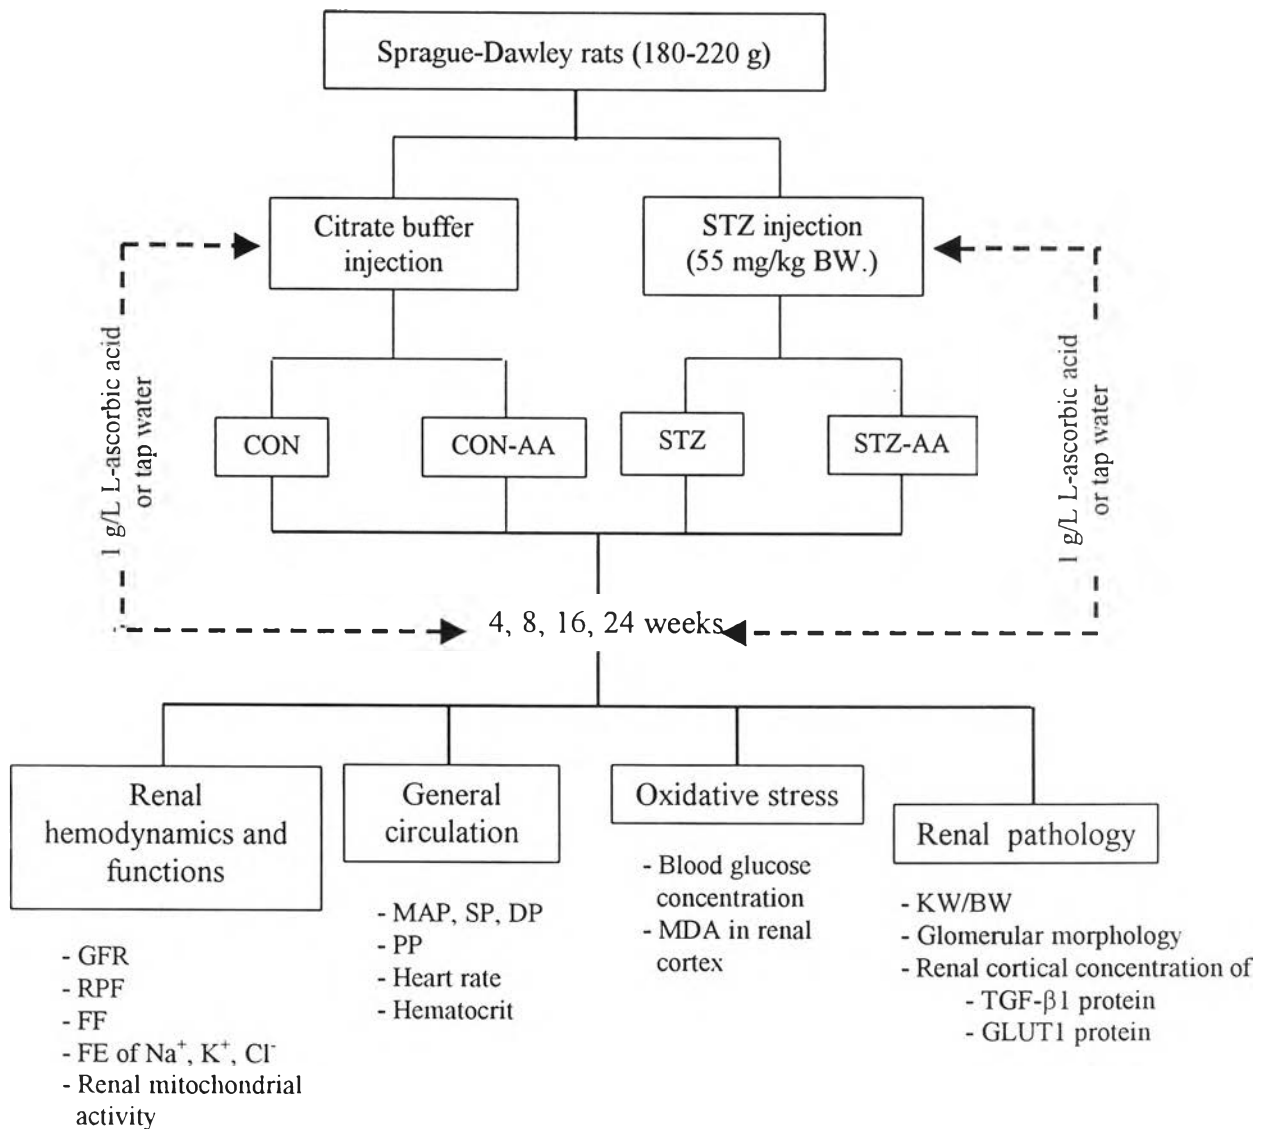 Sprague-Dawley rats (180-220 g)
Citrate buffer
injection
STZ injection
(55 mg/kg BW.)
1 g/L L-ascorbic acid
or tap water
1 g/L L-ascorbic acid
or tap water
CON
CON-AA
STZ
STZ-AA
4, 8, 16, 24 weeks
Renal
hemodynamics and
functions
- GFR
- RPF
- FF
- FE of Na⁺, K⁺, Cl⁻
- Renal mitochondrial
activity
General
circulation
- MAP, SP, DP
- PP
- Heart rate
- Hematocrit
Oxidative stress
- Blood glucose
concentration
- MDA in renal
cortex
Renal pathology
- KW/BW
- Glomerular morphology
- Renal cortical concentration of
- TGF-β1 protein
- GLUT1 protein